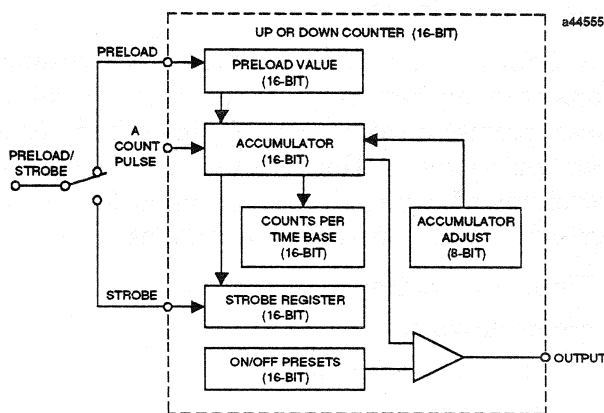 a44555
UP OR DOWN COUNTER (16-BIT)
PRELOAD
PRELOAD VALUE
(16-BIT)
A
COUNT
PULSE
ACCUMULATOR
(16-BIT)
PRELOAD/
STROBE
COUNTS PER
TIME BASE
(16-BIT)
ACCUMULATOR
ADJUST
(8-BIT)
STROBE
STROBE REGISTER
(16-BIT)
ON/OFF PRESETS
(16-BIT)
OUTPUT